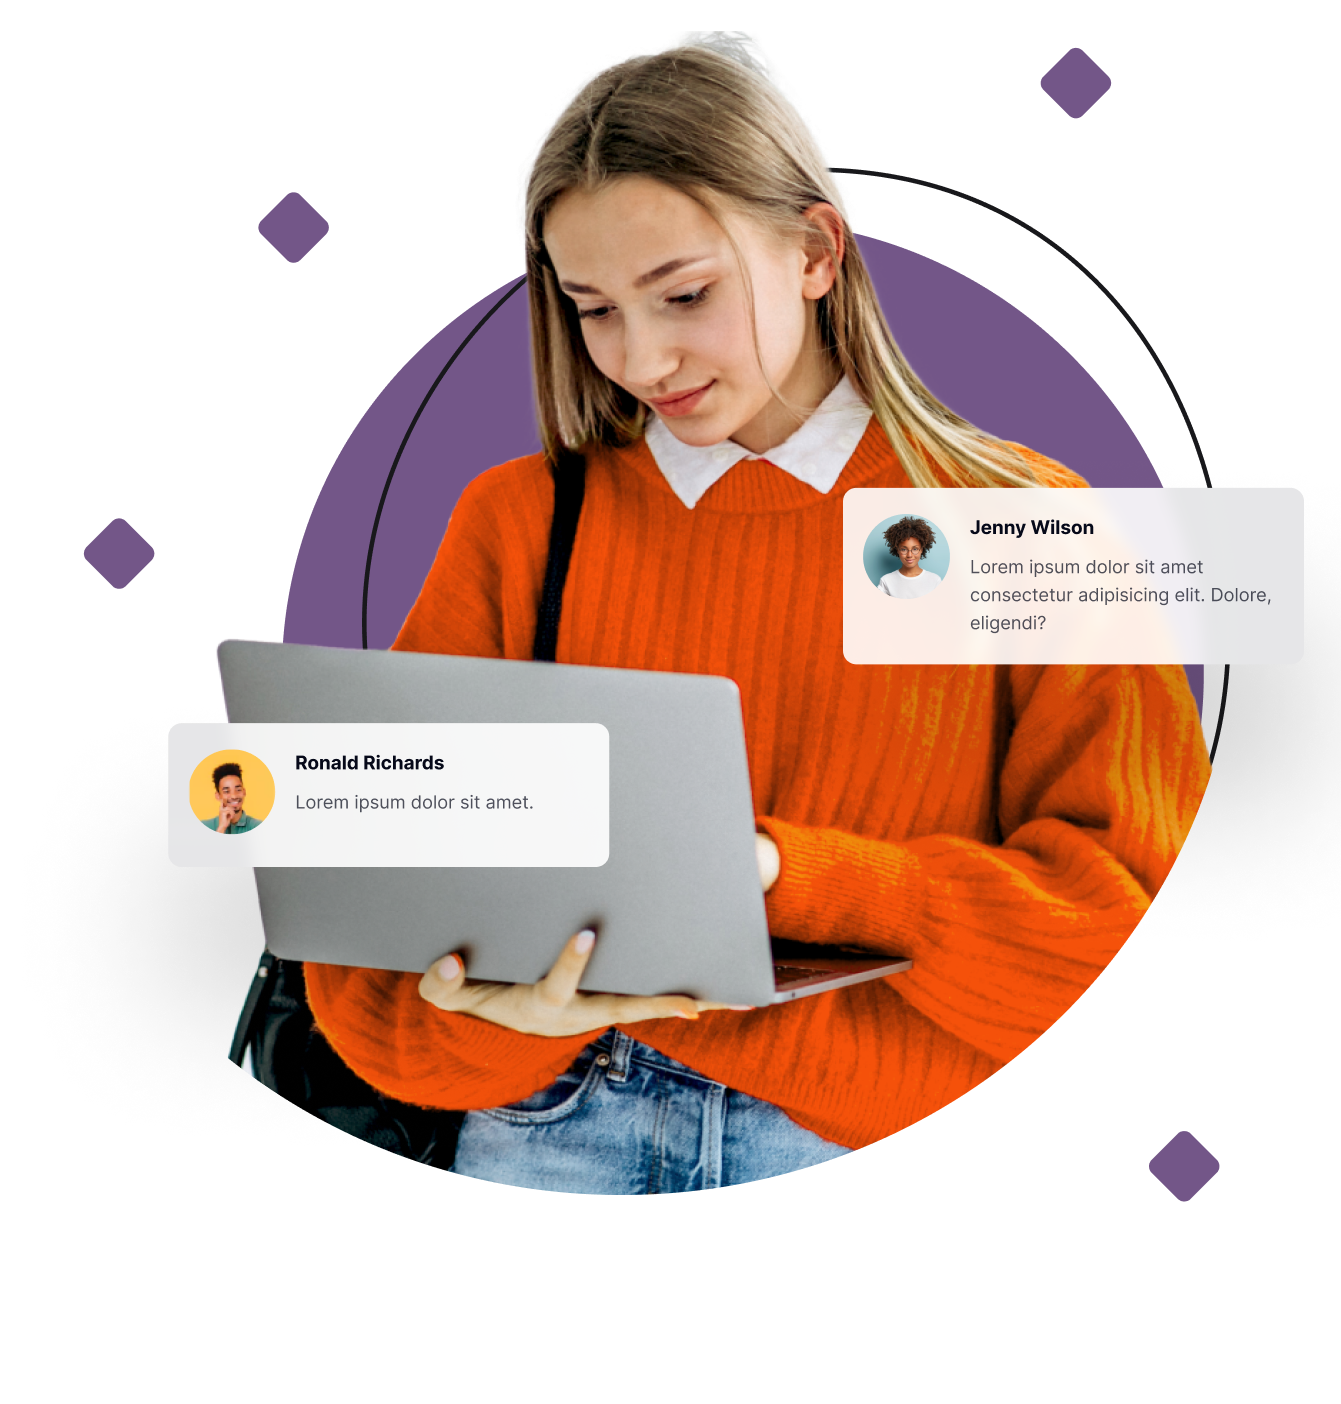 Jenny Wilson
Lorem ipsum dolor sit amet
consectetur adipisicing elit. Dolore,
eligendi?
Ronald Richards
Lorem ipsum dolor sit amet.